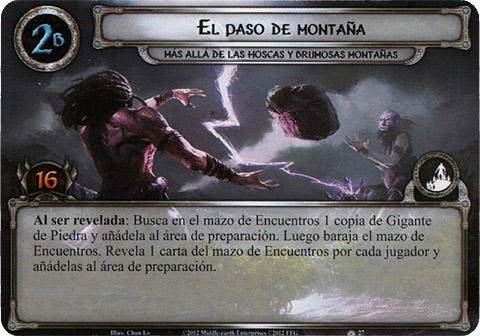 2B
El paso de montaña
Más allá de las hoscas y brumosas montañas
16
Al ser revelada: Busca en el mazo de Encuentros 1 copia de Gigante
de Piedra y añádela al área de preparación. Luego baraja el mazo de
Encuentros. Revela 1 carta del mazo de Encuentros por cada jugador y
añádelas al área de preparación.
Illus. Chun Lo
©2012 Middle-earth Enterprises ©2012 FFG
27